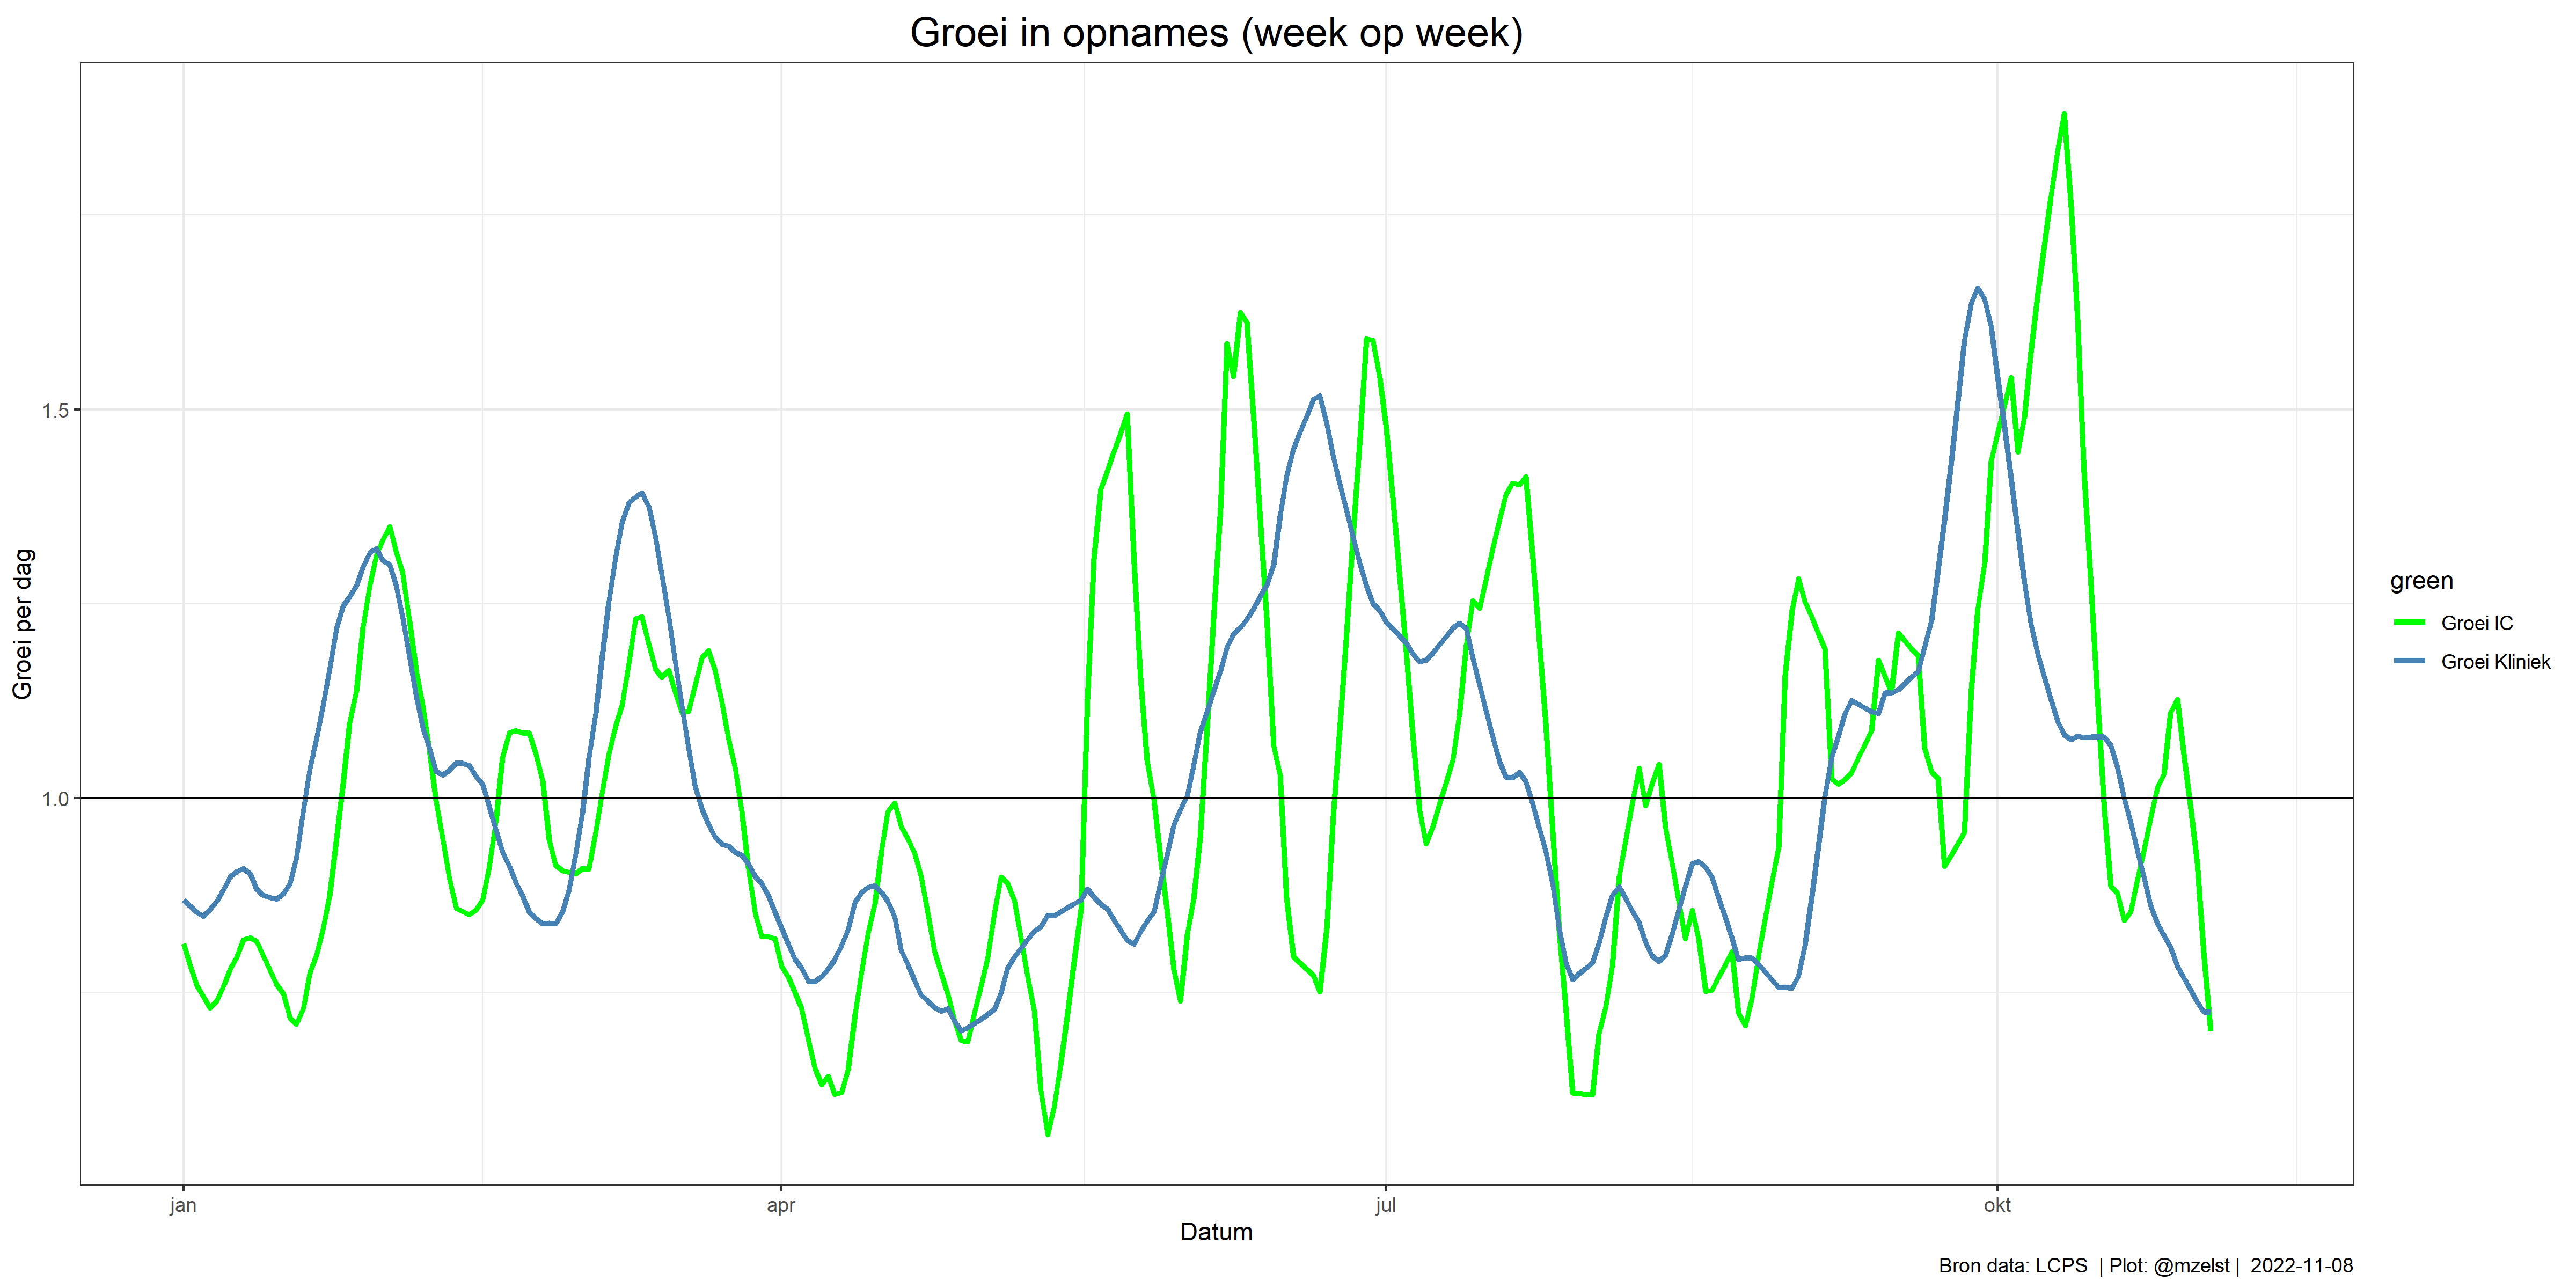 Groei in opnames (week op week)
Groei per dag
1.5
1.0
jan
apr
jul
okt
Datum
green
Groei IC
Groei Kliniek
Bron data: LCPS | Plot: @mzelst | 2022-11-08